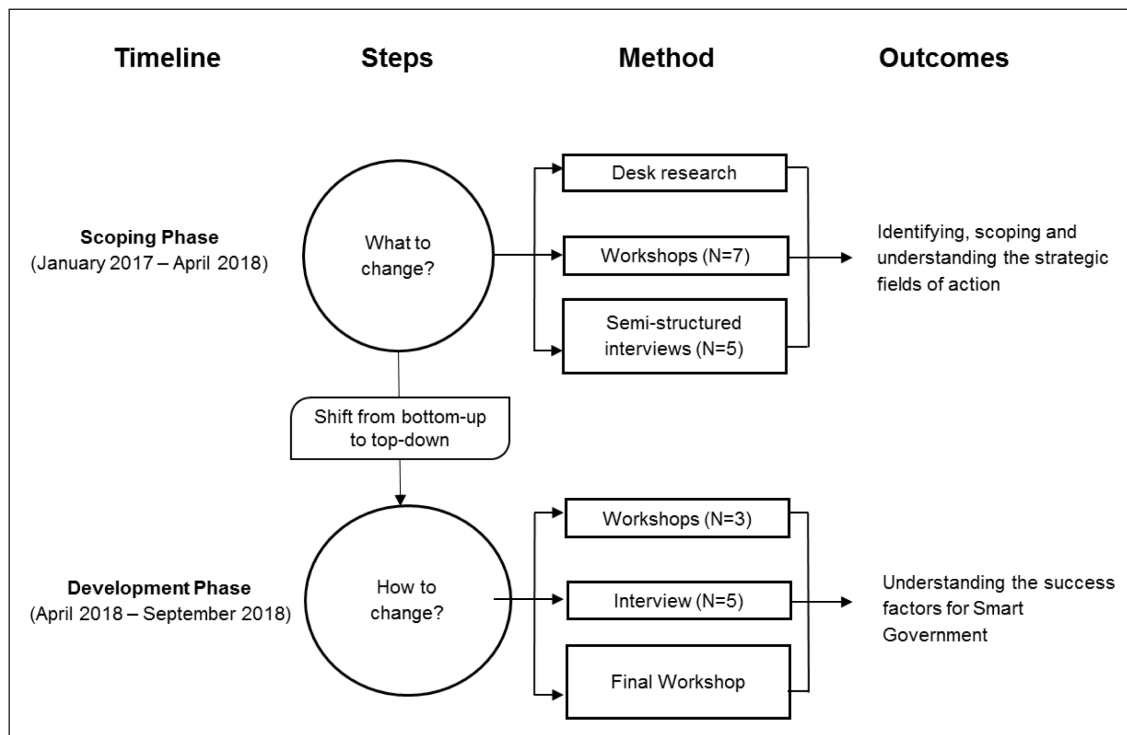 Timeline
Steps
Method
Outcomes
Scoping Phase
(January 2017 – April 2018)
What to
change?
Desk research
Workshops (N=7)
Semi-structured
interviews (N=5)
Identifying, scoping and
understanding the strategic
fields of action
Shift from bottom-up
to top-down
Development Phase
(April 2018 – September 2018)
How to
change?
Workshops (N=3)
Interview (N=5)
Final Workshop
Understanding the success
factors for Smart
Government